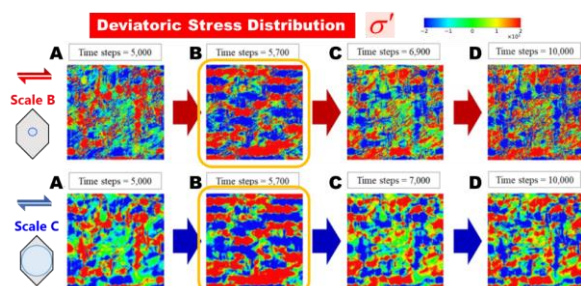 Deviatoric Stress Distribution σ'
-2 -1 0 1 2
A Time steps = 5,000 B Time steps = 5,700 C Time steps = 6,900 D Time steps = 10,000
Scale B
A Time steps = 5,000 B Time steps = 5,700 C Time steps = 7,000 D Time steps = 10,000
Scale C